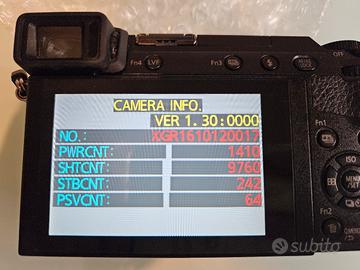 Fn4 LVF Fn3 OFF
CAMERA INFO.
VER 1.30:0000
NO.: XGR1610120017
PWRCNT: 1410
SHTCNT: 9760
STBCNT: 242
PSVCNT: 64
Fn1
ISO
Fn2
Q.MENU
subito